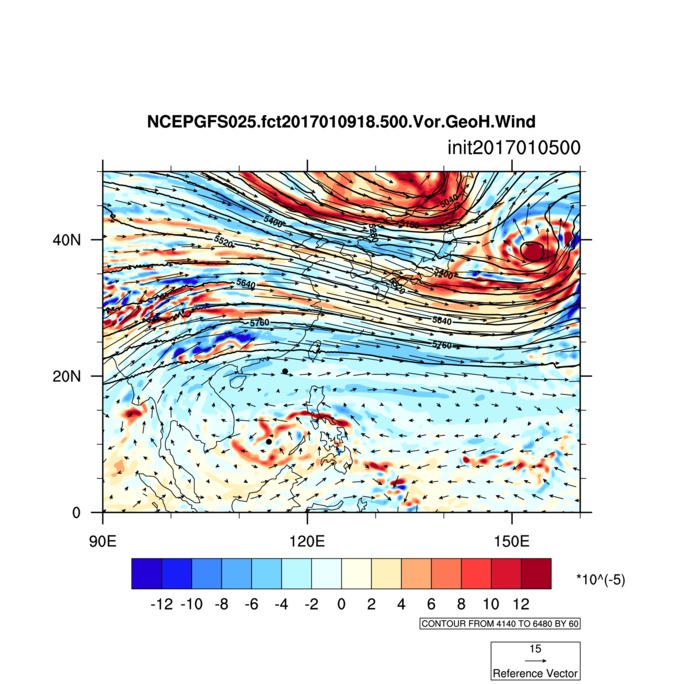 NCEPGFS025.fct2017010918.500.Vor.GeoH.Wind
init2017010500
5040
5400
5160
5520
40N
5640
5640
5760
5760
20N
0
90E 120E 150E
-12 -10 -8 -6 -4 -2 0 2 4 6 8 10 12
*10^(-5)
CONTOUR FROM 4140 TO 6480 BY 60
15
Reference Vector